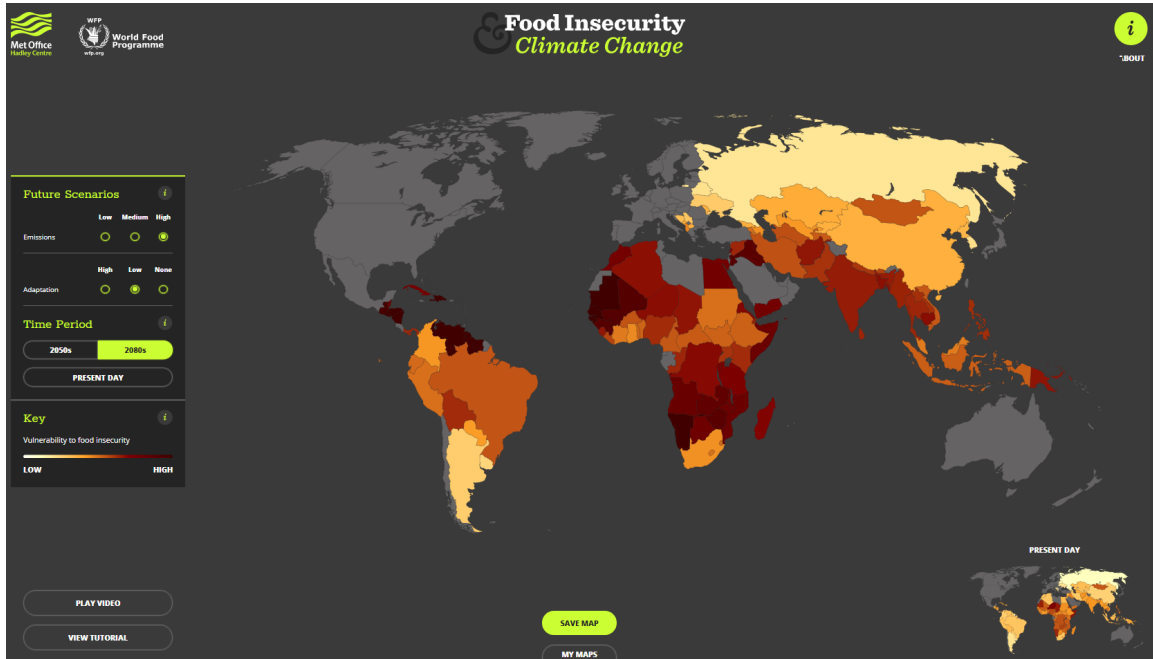 Met Office
Hadley Centre
WFP
wfp.org
World Food
Programme
& Food Insecurity
Climate Change
i
ABOUT
Future Scenarios i
Low Medium High
Emissions
High Low None
Adaptation
Time Period i
2050s 2080s
PRESENT DAY
Key i
Vulnerability to food insecurity
LOW HIGH
PLAY VIDEO
VIEW TUTORIAL
SAVE MAP
MY MAPS
PRESENT DAY